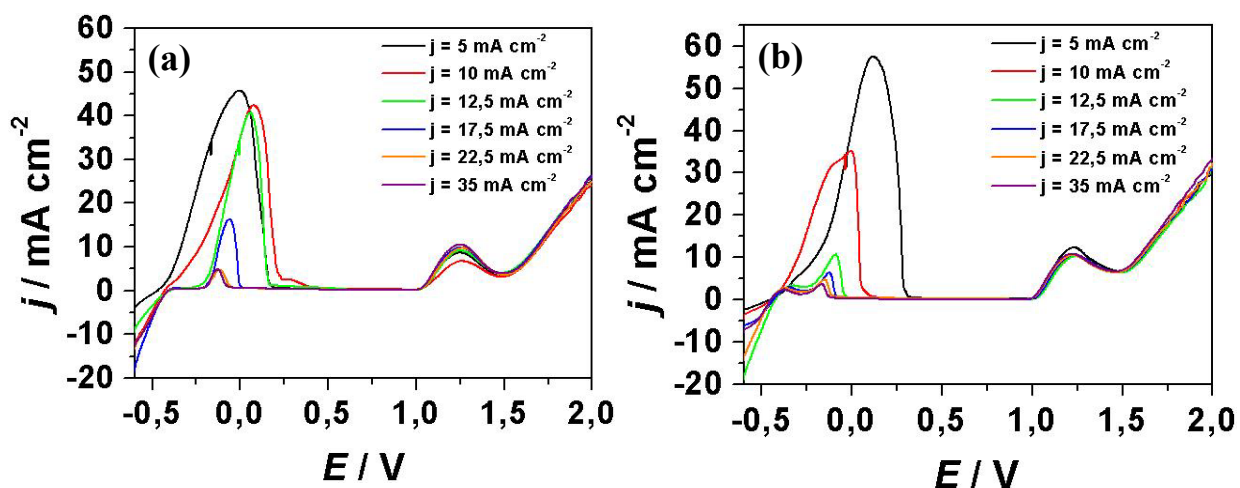 (a)
j = 5 mA cm⁻²
j = 10 mA cm⁻²
j = 12,5 mA cm⁻²
j = 17,5 mA cm⁻²
j = 22,5 mA cm⁻²
j = 35 mA cm⁻²
60
50
40
30
20
10
0
-10
-20
j / mA cm⁻²
-0,5
0,0
0,5
1,0
1,5
2,0
E / V
(b)
j = 5 mA cm⁻²
j = 10 mA cm⁻²
j = 12,5 mA cm⁻²
j = 17,5 mA cm⁻²
j = 22,5 mA cm⁻²
j = 35 mA cm⁻²
60
50
40
30
20
10
0
-10
-20
j / mA cm⁻²
-0,5
0,0
0,5
1,0
1,5
2,0
E / V